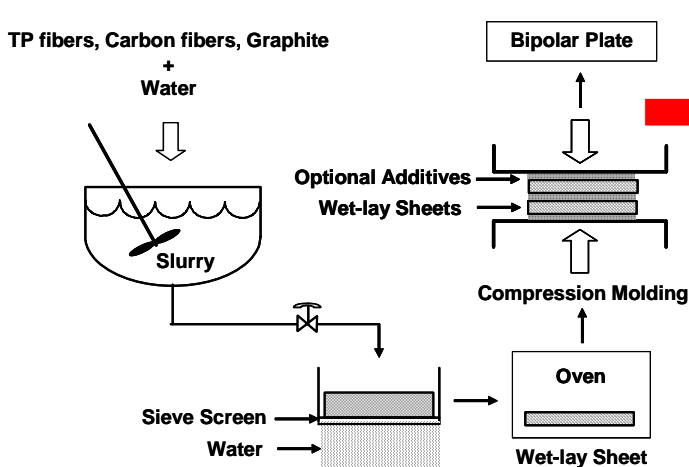 TP fibers, Carbon fibers, Graphite
+
Water
Slurry
Sieve Screen
Water
Oven
Wet-lay Sheet
Compression Molding
Optional Additives
Wet-lay Sheets
Bipolar Plate